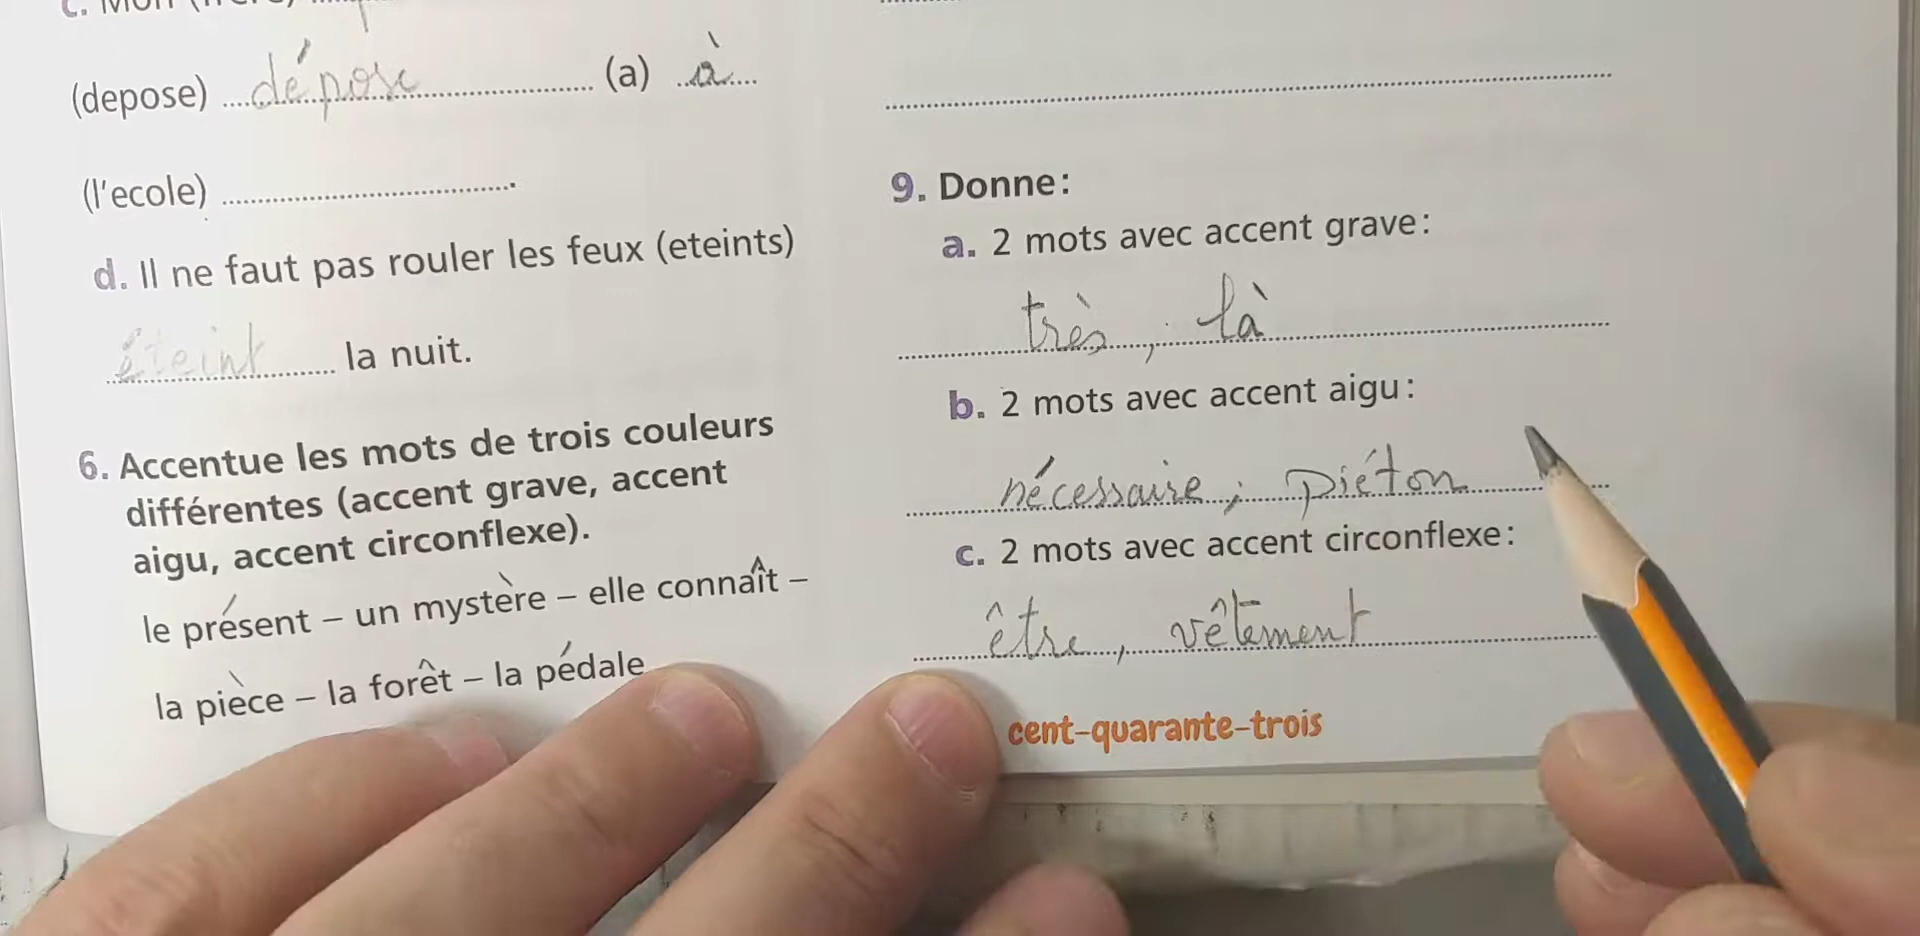 c. Mon
(depose) dépose (a) à
(l'ecole)
d. Il ne faut pas rouler les feux (eteints)
éteint la nuit.
6. Accentue les mots de trois couleurs
différentes (accent grave, accent
aigu, accent circonflexe).
le présent – un mystère – elle connaît –
la pièce – la forêt – la pédale
9. Donne:
a. 2 mots avec accent grave:
très, là
b. 2 mots avec accent aigu:
nécessaire; piéton
c. 2 mots avec accent circonflexe:
être, vêtement
cent-quarante-trois